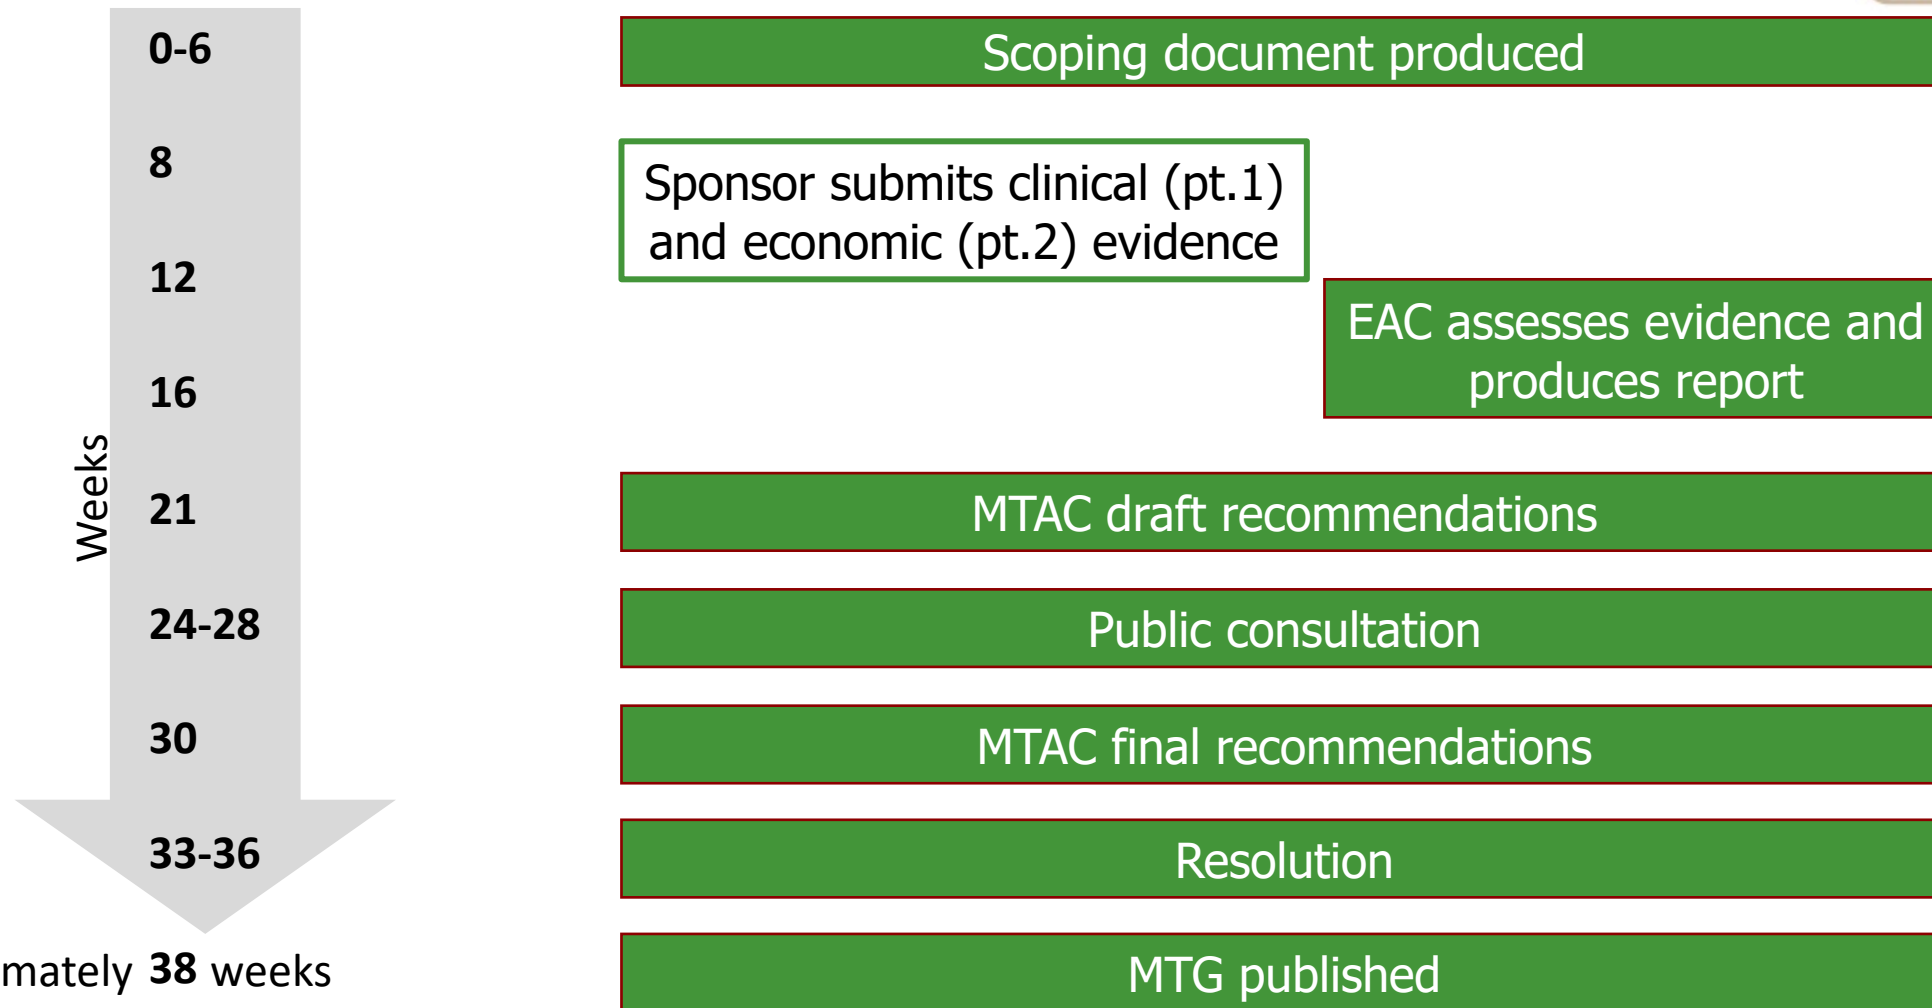 0-6
Scoping document produced
8
Sponsor submits clinical (pt.1)
and economic (pt.2) evidence
12
EAC assesses evidence and
produces report
16
Weeks
21
MTAC draft recommendations
24-28
Public consultation
30
MTAC final recommendations
33-36
Resolution
mately 38 weeks
MTG published